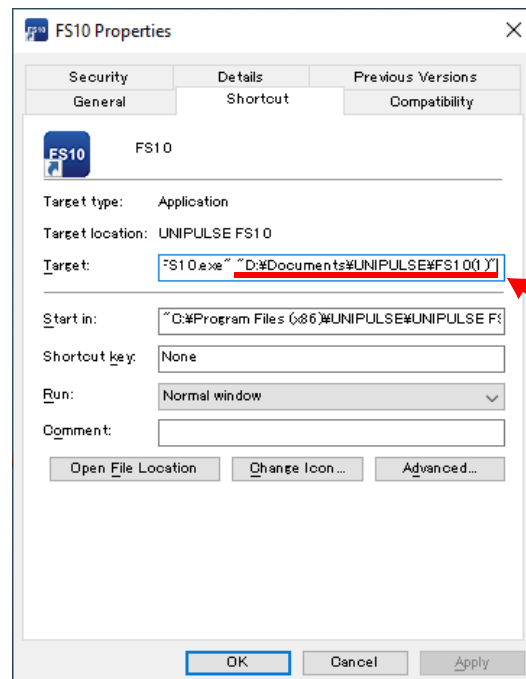 FS10 Properties
Security Details Previous Versions
General Shortcut Compatibility
FS10
FS10
Target type: Application
Target location: UNIPULSE FS10
Target: FS10.exe" "D:¥Documents¥UNIPULSE¥FS10(1)"
Start in: "C:¥Program Files (x86)¥UNIPULSE¥UNIPULSE FS
Shortcut key: None
Run: Normal window
Comment:
Open File Location Change Icon... Advanced...
OK Cancel Apply